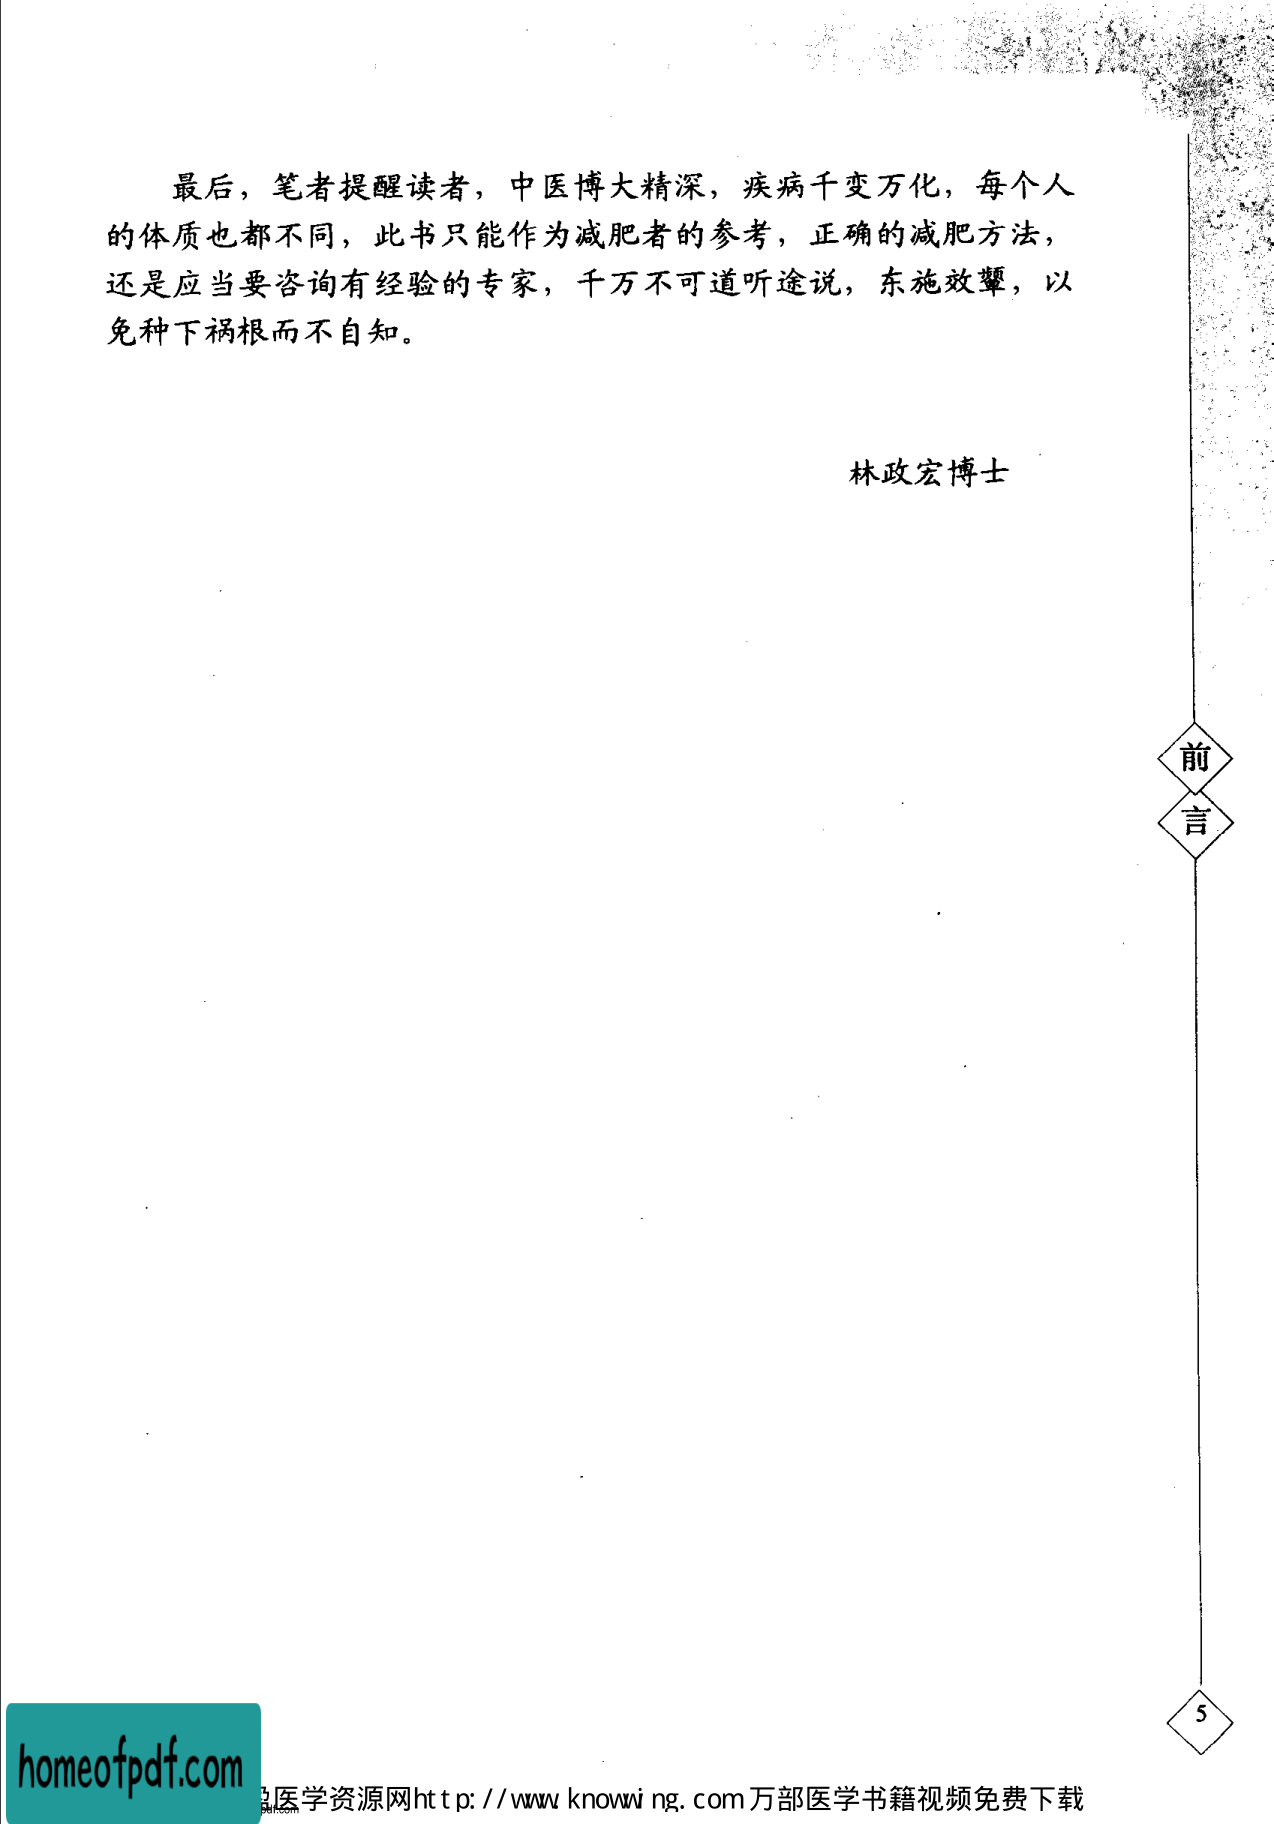 最后，笔者提醒读者，中医博大精深，疾病千变万化，每个人
的体质也都不同，此书只能作为减肥者的参考，正确的减肥方法，
还是应当要咨询有经验的专家，千万不可道听途说，东施效颦，以
免种下祸根而不自知。
林政宏博士
前
言
5
homeofpdf.com
医学资源网http://www.knowwing.com万部医学书籍视频免费下载
pdf.com